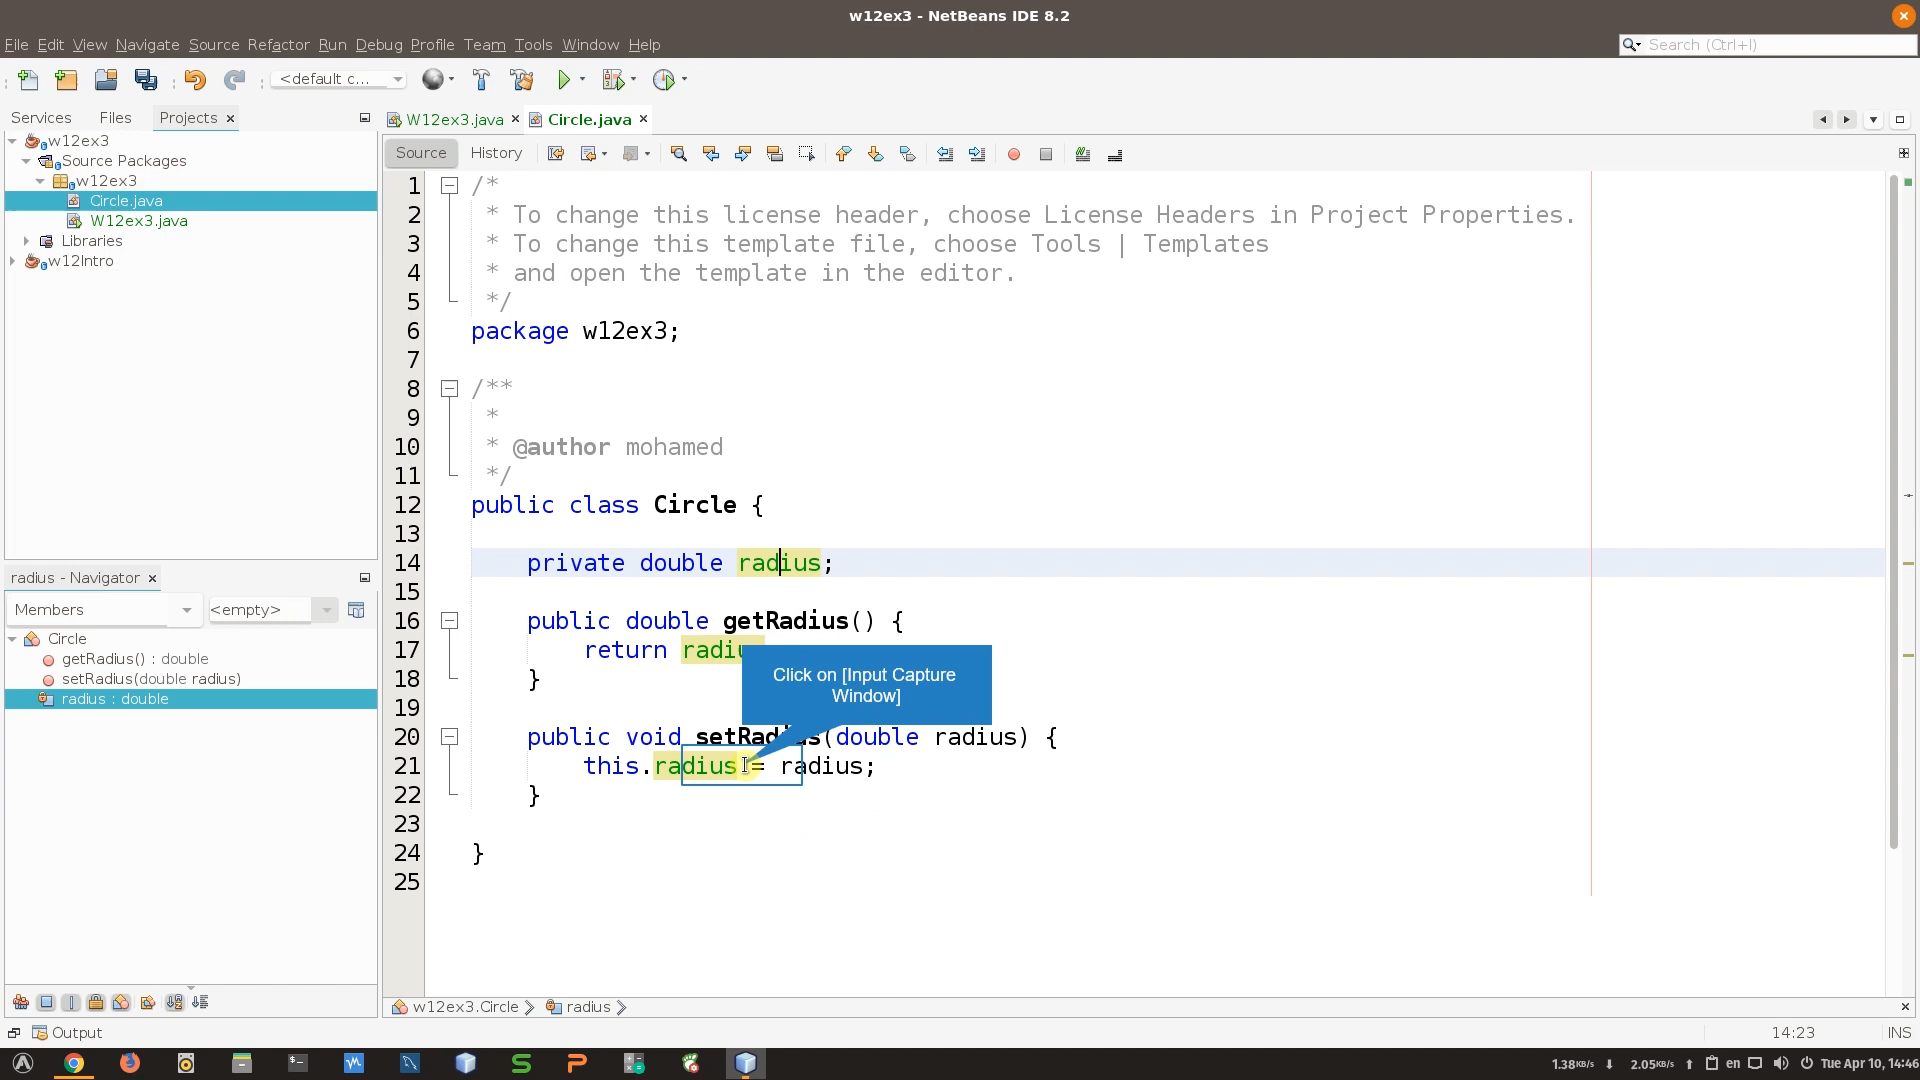 w12ex3 - NetBeans IDE 8.2
File Edit View Navigate Source Refactor Run Debug Profile Team Tools Window Help
Search (Ctrl+I)
<default c...
Services Files Projects
W12ex3.java Circle.java
w12ex3
Source Packages
w12ex3
Circle.java
W12ex3.java
Libraries
w12Intro
Source History
1 /*
2 * To change this license header, choose License Headers in Project Properties.
3 * To change this template file, choose Tools | Templates
4 * and open the template in the editor.
5 */
6 package w12ex3;
7
8 /**
9 *
10 * @author mohamed
11 */
12 public class Circle {
13
14 private double radius;
15
16 public double getRadius() {
17 return radiu
18 }
19
20 public void setRadius(double radius) {
21 this.radius = radius;
22 }
23
24 }
25
Click on [Input Capture
Window]
radius - Navigator
Members <empty>
Circle
getRadius() : double
setRadius(double radius)
radius : double
w12ex3.Circle radius
Output
14:23 INS
1.38KB/s 2.05KB/s en Tue Apr 10, 14:46